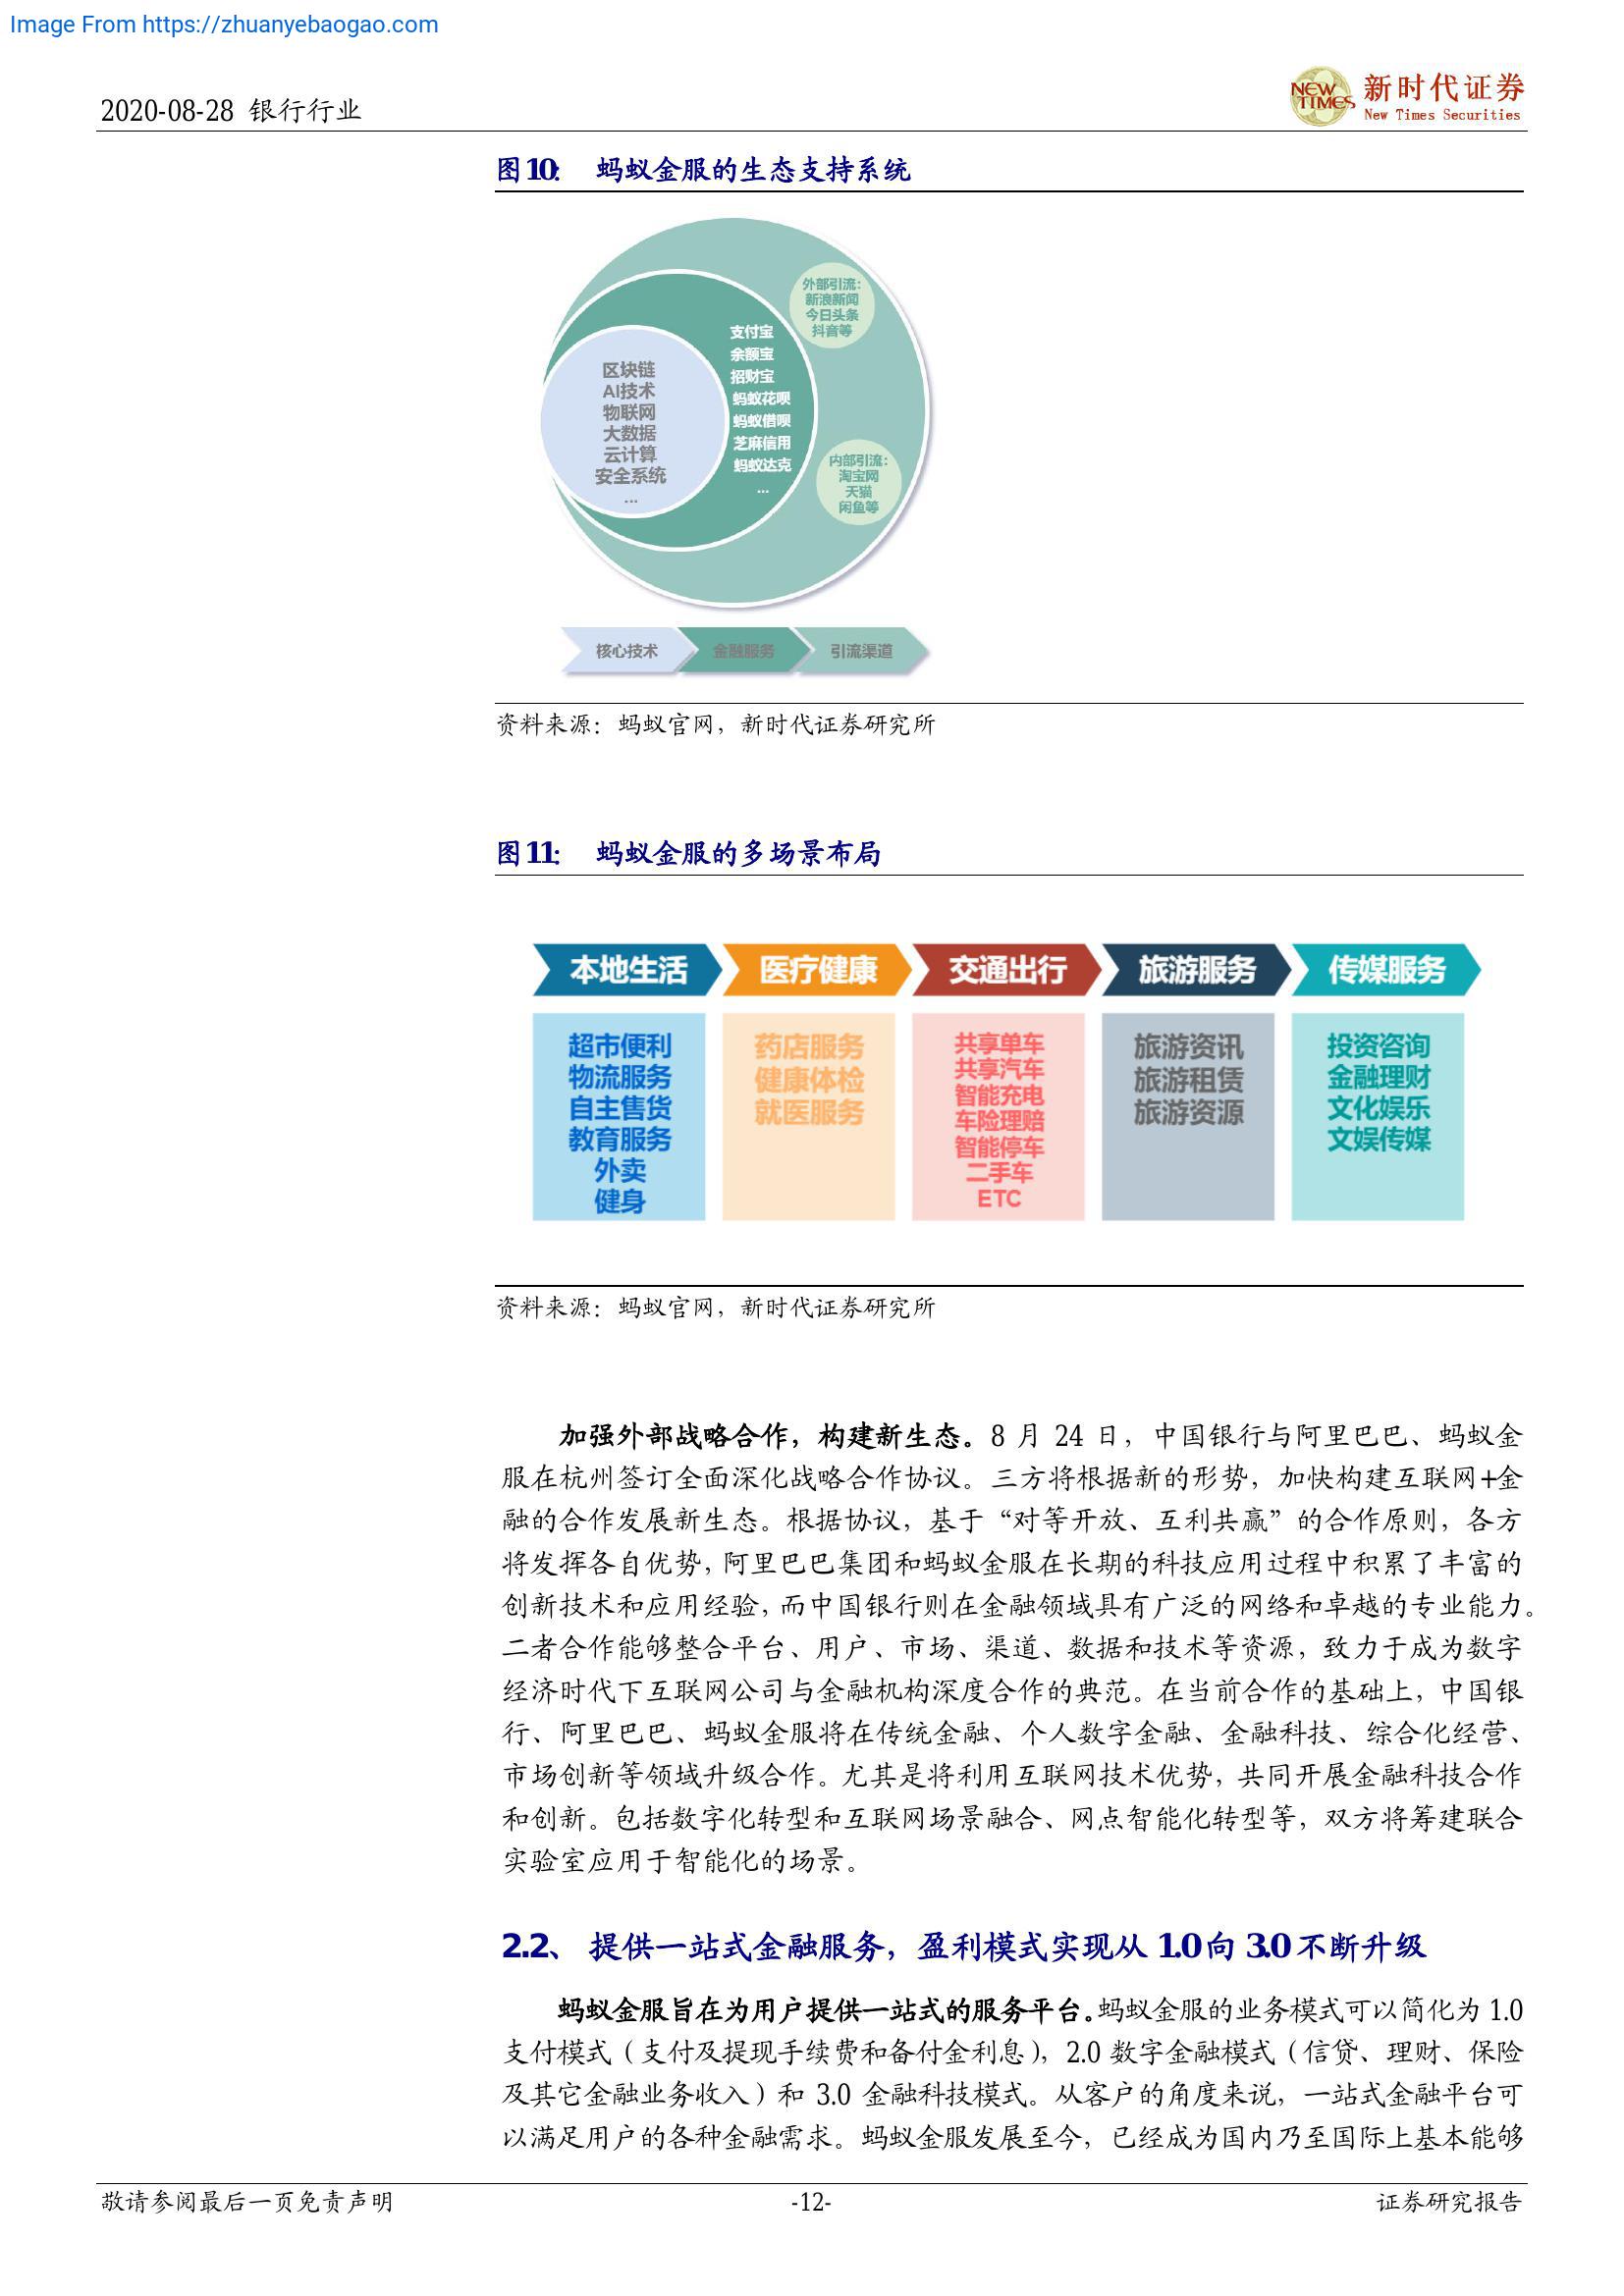 Image From https://zhuanyebaogao.com
2020-08-28 银行行业
NEW TIMES
新时代证券
New Times Securities
图10: 蚂蚁金服的生态支持系统
外部引流：
新浪新闻
今日头条
抖音等
支付宝
余额宝
招财宝
蚂蚁花呗
蚂蚁借呗
芝麻信用
蚂蚁达克
...
区块链
AI技术
物联网
大数据
云计算
安全系统
...
内部引流：
淘宝网
天猫
闲鱼等
核心技术 金融服务 引流渠道
资料来源：蚂蚁官网，新时代证券研究所
图11: 蚂蚁金服的多场景布局
本地生活 医疗健康 交通出行 旅游服务 传媒服务
超市便利
物流服务
自主售货
教育服务
外卖
健身
药店服务
健康体检
就医服务
共享单车
共享汽车
智能充电
车险理赔
智能停车
二手车
ETC
旅游资讯
旅游租赁
旅游资源
投资咨询
金融理财
文化娱乐
文娱传媒
资料来源：蚂蚁官网，新时代证券研究所
加强外部战略合作，构建新生态。8 月 24 日，中国银行与阿里巴巴、蚂蚁金
服在杭州签订全面深化战略合作协议。三方将根据新的形势，加快构建互联网+金
融的合作发展新生态。根据协议，基于“对等开放、互利共赢”的合作原则，各方
将发挥各自优势，阿里巴巴集团和蚂蚁金服在长期的科技应用过程中积累了丰富的
创新技术和应用经验，而中国银行则在金融领域具有广泛的网络和卓越的专业能力。
二者合作能够整合平台、用户、市场、渠道、数据和技术等资源，致力于成为数字
经济时代下互联网公司与金融机构深度合作的典范。在当前合作的基础上，中国银
行、阿里巴巴、蚂蚁金服将在传统金融、个人数字金融、金融科技、综合化经营、
市场创新等领域升级合作。尤其是将利用互联网技术优势，共同开展金融科技合作
和创新。包括数字化转型和互联网场景融合、网点智能化转型等，双方将筹建联合
实验室应用于智能化的场景。
2.2、 提供一站式金融服务，盈利模式实现从 1.0 向 3.0 不断升级
蚂蚁金服旨在为用户提供一站式的服务平台。蚂蚁金服的业务模式可以简化为 1.0
支付模式（支付及提现手续费和备付金利息），2.0 数字金融模式（信贷、理财、保险
及其它金融业务收入）和 3.0 金融科技模式。从客户的角度来说，一站式金融平台可
以满足用户的各种金融需求。蚂蚁金服发展至今，已经成为国内乃至国际上基本能够
敬请参阅最后一页免责声明 -12- 证券研究报告